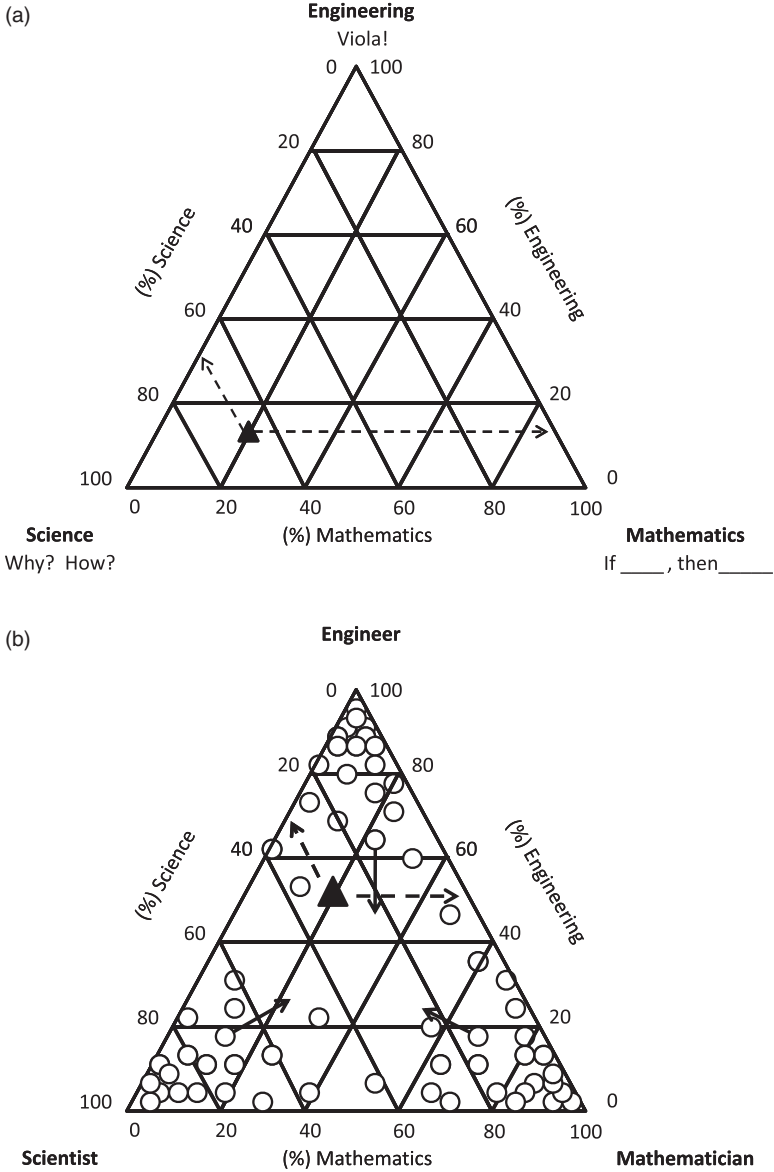 (a)
Engineering
Viola!
0 100
20 80
40 60
(%) Science
(%) Engineering
60 40
80 20
100 0
0 20 40 60 80 100
Science (%) Mathematics Mathematics
Why? How? If ____ , then_____
(b)
Engineer
0 100
20 80
40 60
(%) Science
(%) Engineering
60 40
80 20
100 0
0 20 40 60 80 100
Scientist (%) Mathematics Mathematician